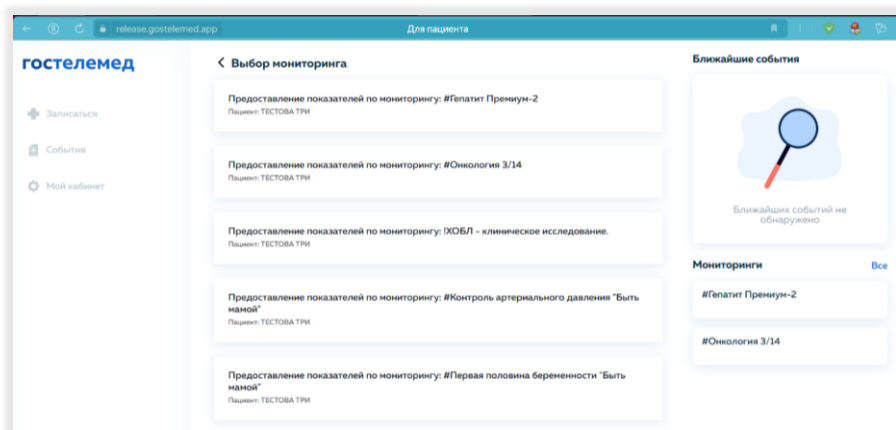 release.gostelemed.app
Для пациента
гостелемед
Записаться
События
Мой кабинет
Выбор мониторинга
Предоставление показателей по мониторингу: #Гепатит Премиум-2
Пациент: ТЕСТОВА ТРИ
Предоставление показателей по мониторингу: #Онкология 3/14
Пациент: ТЕСТОВА ТРИ
Предоставление показателей по мониторингу: !ХОБЛ - клиническое исследование.
Пациент: ТЕСТОВА ТРИ
Предоставление показателей по мониторингу: #Контроль артериального давления "Быть
мамой"
Пациент: ТЕСТОВА ТРИ
Предоставление показателей по мониторингу: #Первая половина беременности "Быть
мамой"
Пациент: ТЕСТОВА ТРИ
Ближайшие события
Ближайших событий не
обнаружено
Мониторинги
Все
#Гепатит Премиум-2
#Онкология 3/14